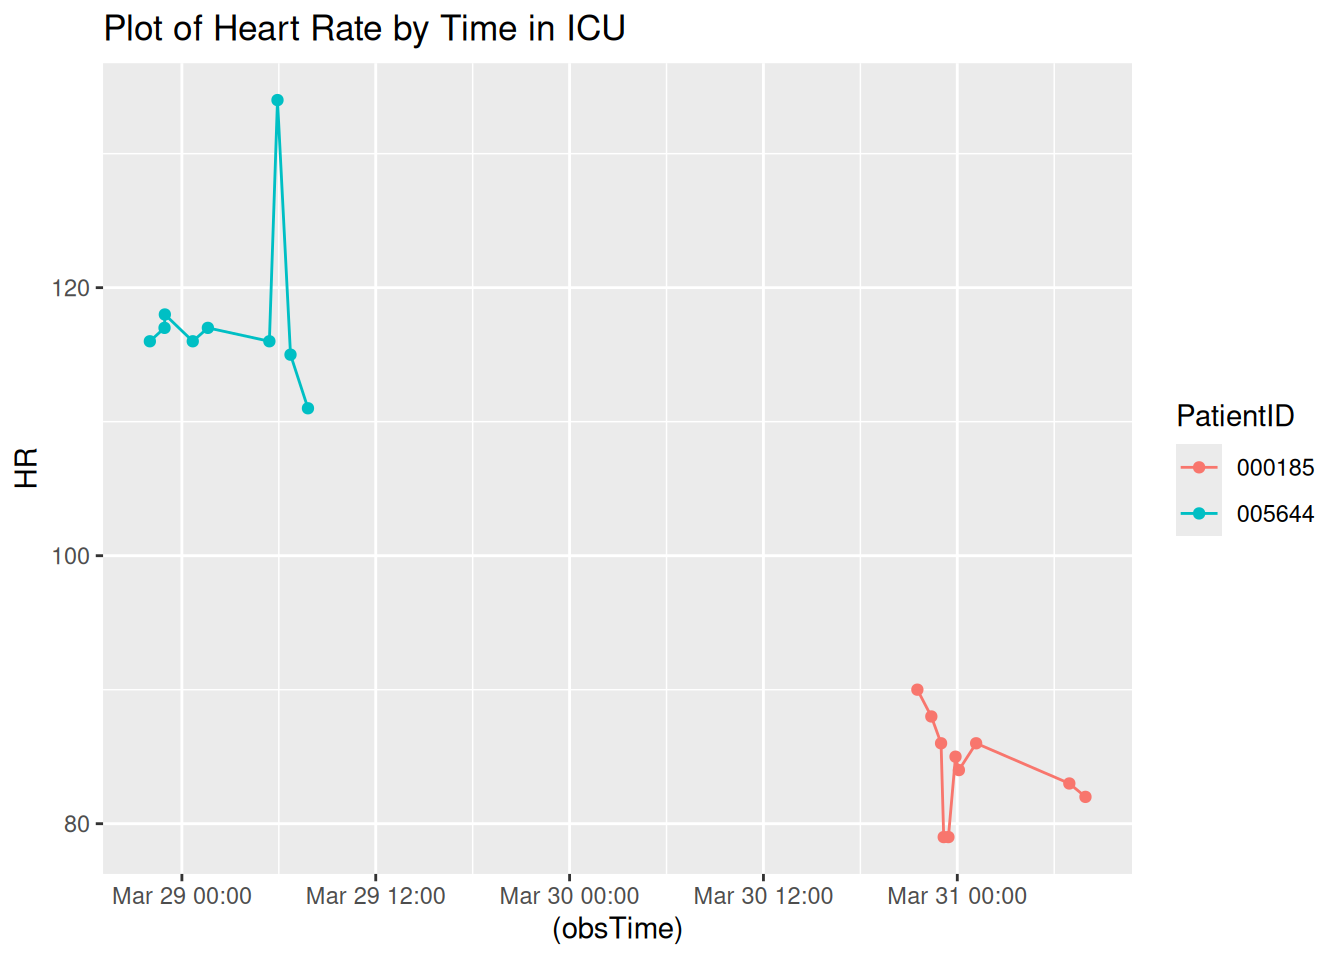 Plot of Heart Rate by Time in ICU
120
100
80
HR
Mar 29 00:00 Mar 29 12:00 Mar 30 00:00 Mar 30 12:00 Mar 31 00:00
(obsTime)
PatientID
000185
005644